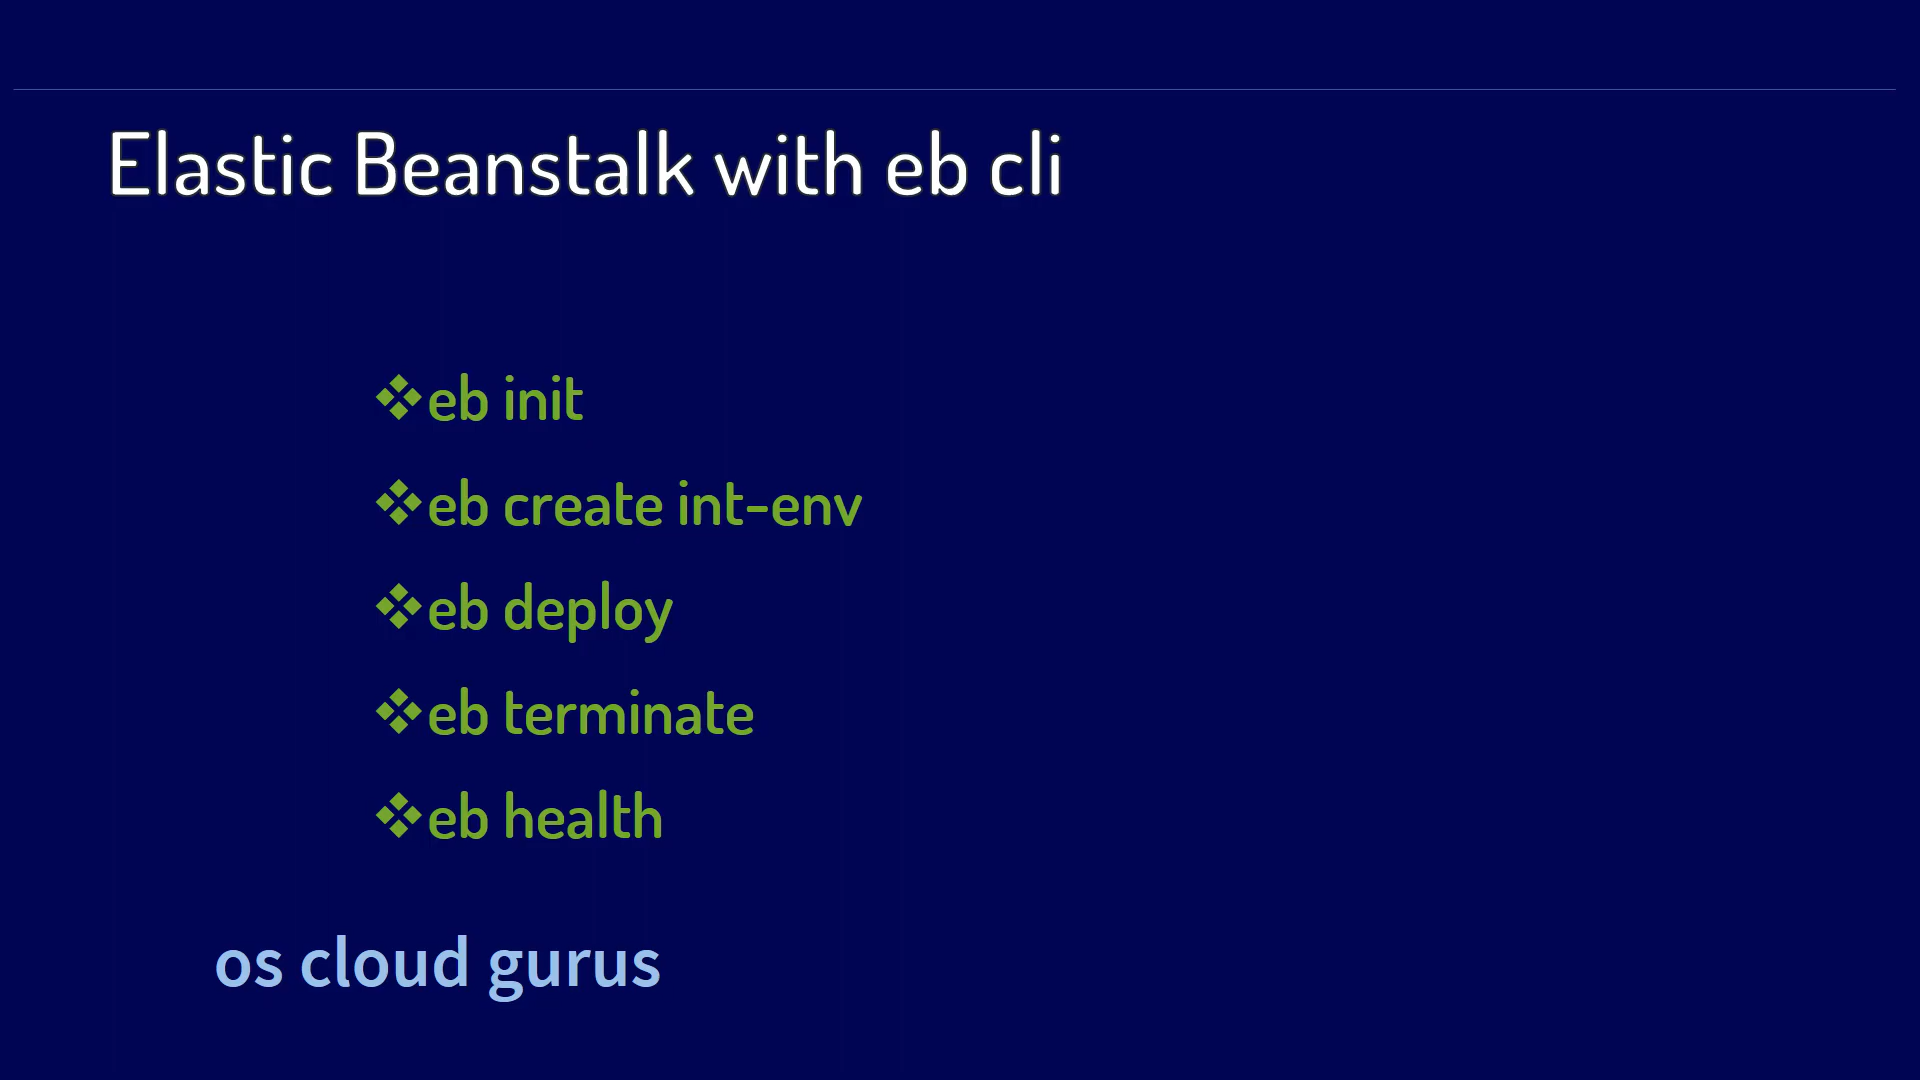 Elastic Beanstalk with eb cli
❖eb init
❖eb create int-env
❖eb deploy
❖eb terminate
❖eb health
os cloud gurus